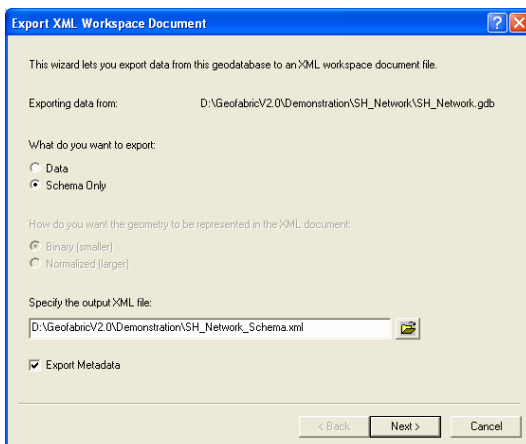 Export XML Workspace Document
This wizard lets you export data from this geodatabase to an XML workspace document file.
Exporting data from: D:\GeofabricV2.0\Demonstration\SH_Network\SH_Network.gdb
What do you want to export:
Data
Schema Only
How do you want the geometry to be represented in the XML document:
Binary (smaller)
Normalized (larger)
Specify the output XML file:
D:\GeofabricV2.0\Demonstration\SH_Network_Schema.xml
Export Metadata
< Back Next > Cancel